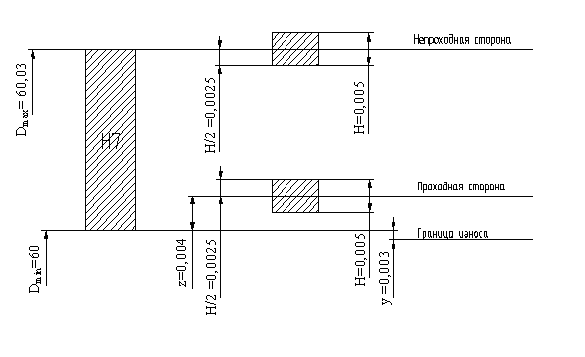 Непроходная сторона
Dmax= 60,03
H7
H/2 =0,0025
H=0,005
Проходная сторона
Граница износа
Dmin=60
z=0,004
H/2 =0,0025
H=0,005
y =0,003